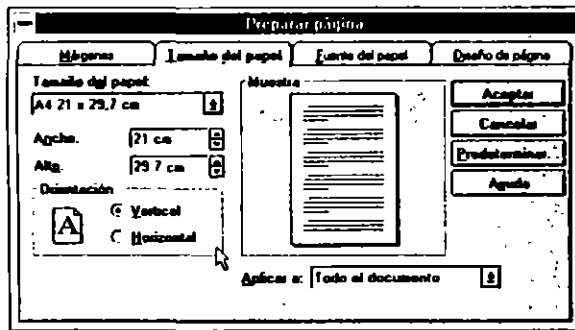 Preparar página
Márgenes Tamaño del papel Fuente del papel Diseño de página
Tamaño del papel:
A4 21 x 29,7 cm
Ancho: 21 cm
Alto: 29.7 cm
Orientación
A
Vertical
Horizontal
Muestra
Aplicar a: Todo el documento
Aceptar
Cancelar
Predeterminar...
Ayuda